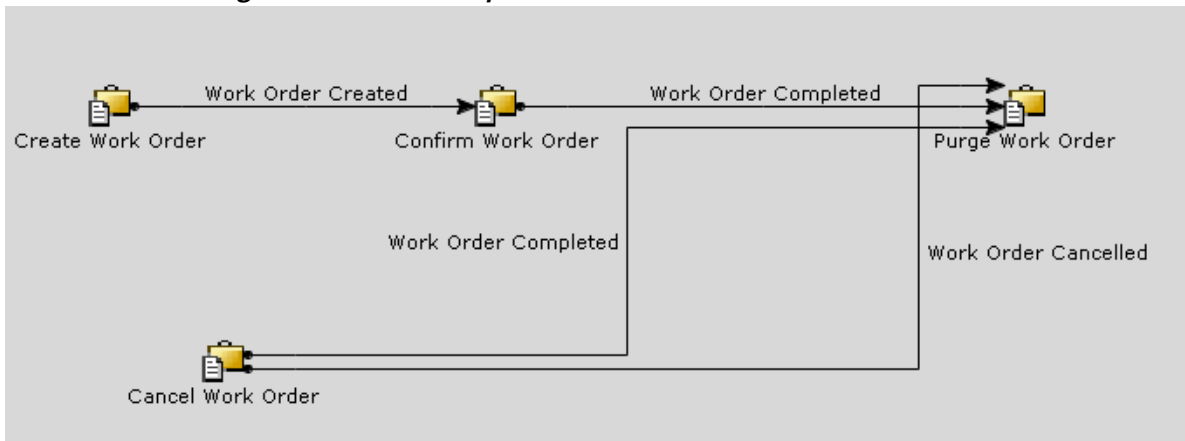 Work Order Created
Work Order Completed
Create Work Order
Confirm Work Order
Purge Work Order
Work Order Completed
Work Order Cancelled
Cancel Work Order